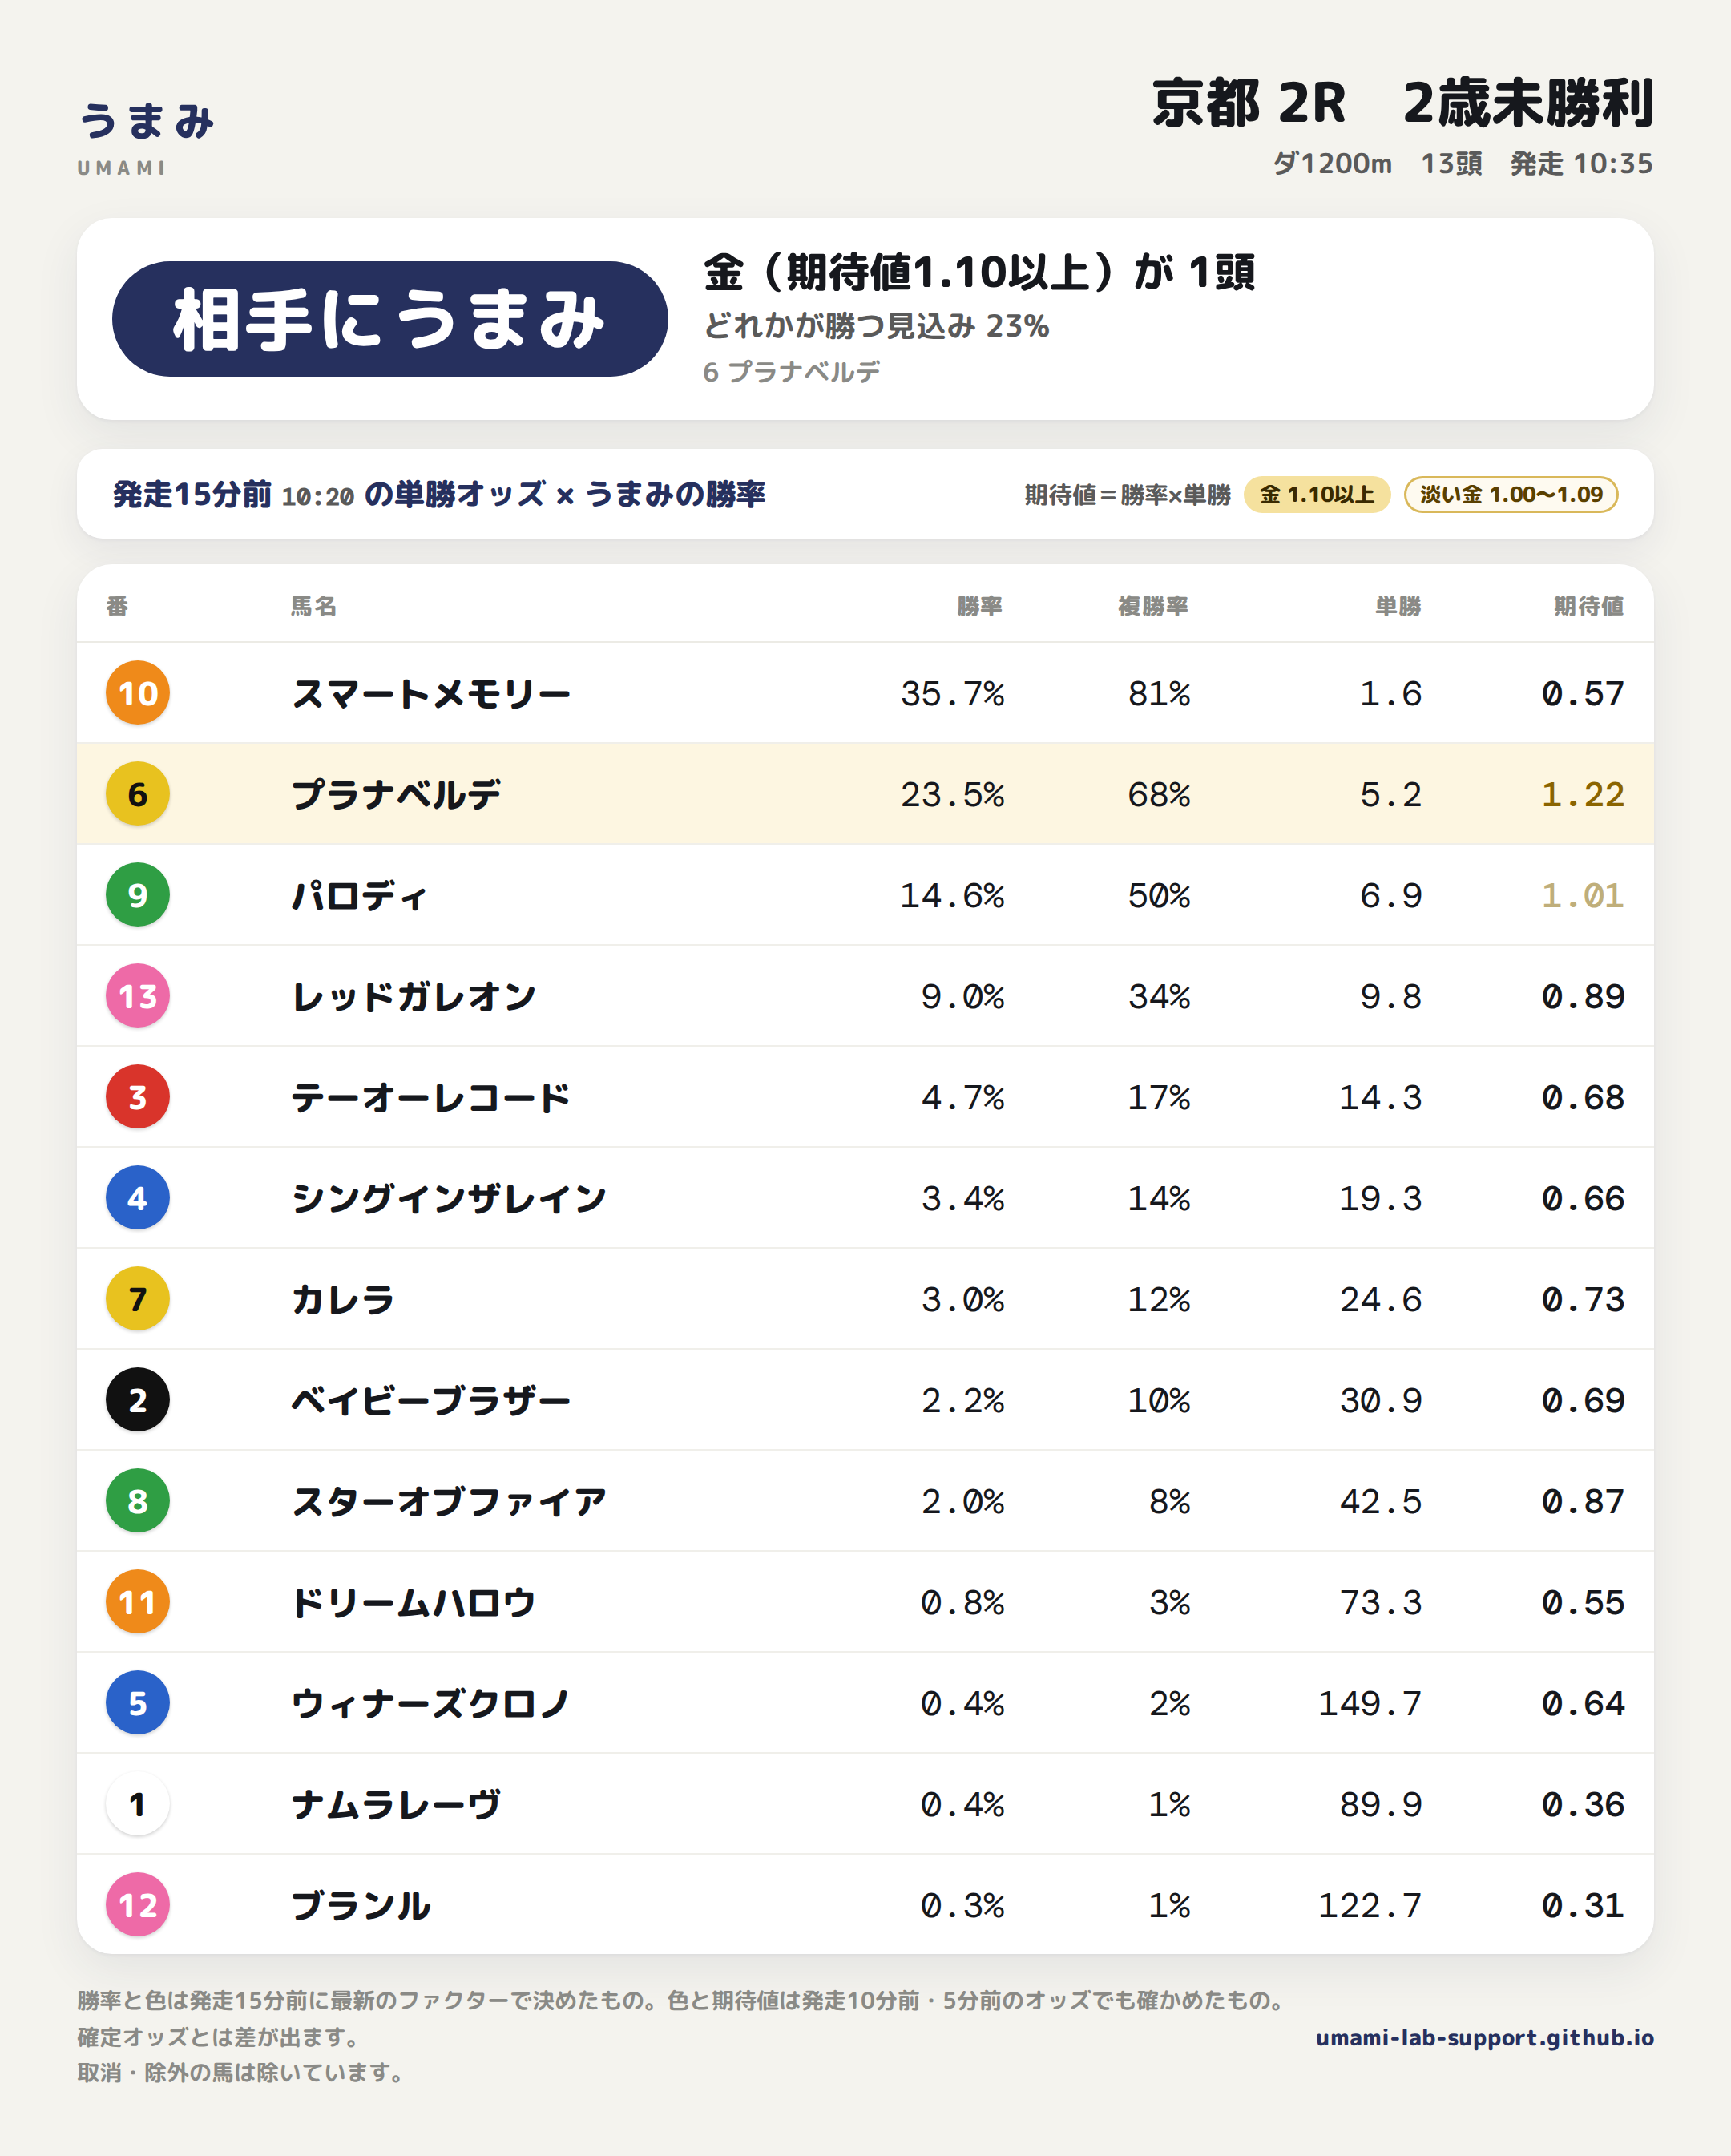 うまみ
UMAMI
京都 2R　2歳未勝利
ダ1200m　13頭　発走 10:35
相手にうまみ
金（期待値1.10以上）が 1頭
どれかが勝つ見込み 23%
6 プラナベルデ
発走15分前 10:20 の単勝オッズ × うまみの勝率
期待値＝勝率×単勝 金 1.10以上 淡い金 1.00〜1.09
番 馬名 勝率 複勝率 単勝 期待値
10 スマートメモリー 35.7% 81% 1.6 0.57
6 プラナベルデ 23.5% 68% 5.2 1.22
9 パロディ 14.6% 50% 6.9 1.01
13 レッドガレオン 9.0% 34% 9.8 0.89
3 テーオーレコード 4.7% 17% 14.3 0.68
4 シングインザレイン 3.4% 14% 19.3 0.66
7 カレラ 3.0% 12% 24.6 0.73
2 ベイビーブラザー 2.2% 10% 30.9 0.69
8 スターオブファイア 2.0% 8% 42.5 0.87
11 ドリームハロウ 0.8% 3% 73.3 0.55
5 ウィナーズクロノ 0.4% 2% 149.7 0.64
1 ナムラレーヴ 0.4% 1% 89.9 0.36
12 ブランル 0.3% 1% 122.7 0.31
勝率と色は発走15分前に最新のファクターで決めたもの。色と期待値は発走10分前・5分前のオッズでも確かめたもの。
確定オッズとは差が出ます。
取消・除外の馬は除いています。
umami-lab-support.github.io